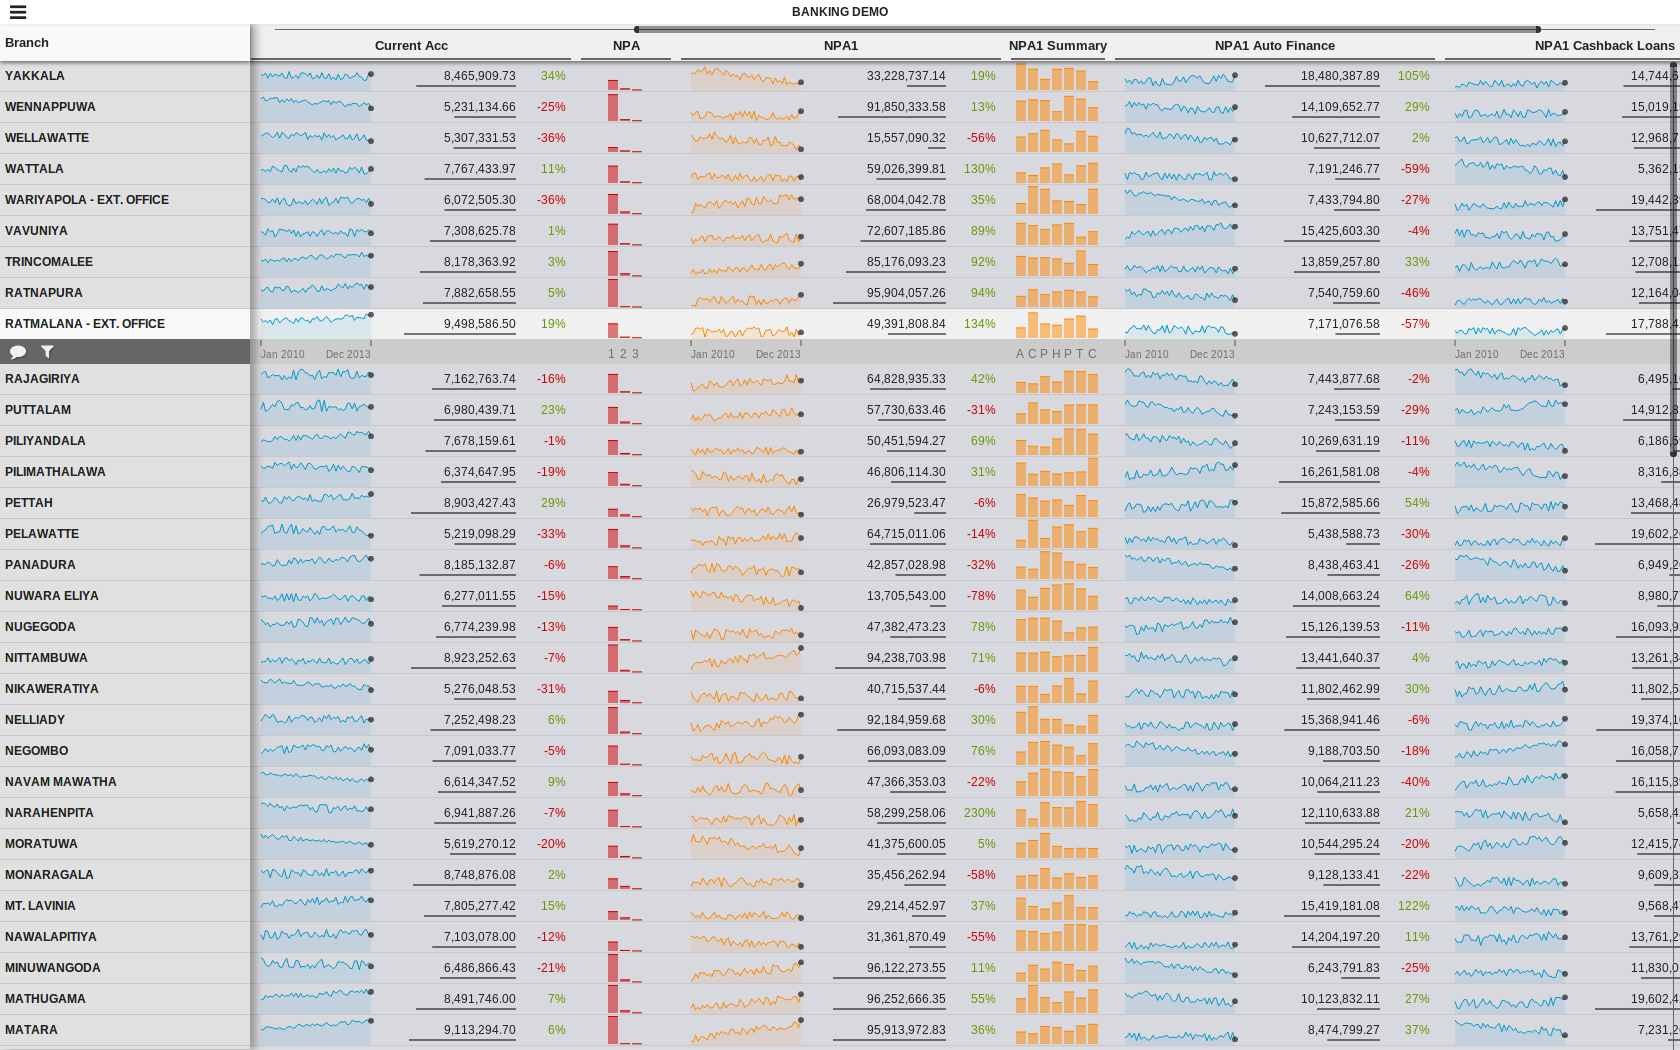 BANKING DEMO
Branch Current Acc NPA NPA1 NPA1 Summary NPA1 Auto Finance NPA1 Cashback Loans
YAKKALA 8,465,909.73 34% 33,228,737.14 19% 18,480,387.89 105% 14,744,6
WENNAPPUWA 5,231,134.66 -25% 91,850,333.58 13% 14,109,652.77 29% 15,019,
WELLAWATTE 5,307,331.53 -36% 15,557,090.32 -56% 10,627,712.07 2% 12,968,7
WATTALA 7,767,433.97 11% 59,026,399.81 130% 7,191,246.77 -59% 5,362,
WARIYAPOLA - EXT. OFFICE 6,072,505.30 -36% 68,004,042.78 35% 7,433,794.80 -27% 19,442,
VAVUNIYA 7,308,625.78 1% 72,607,185.86 89% 15,425,603.30 -4% 13,751,4
TRINCOMALEE 8,178,363.92 3% 85,176,093.23 92% 13,859,257.80 33% 12,708,
RATNAPURA 7,882,658.55 5% 95,904,057.26 94% 7,540,759.60 -46% 12,164,0
RATMALANA - EXT. OFFICE 9,498,586.50 19% 49,391,808.84 134% 7,171,076.58 -57% 17,788,4
Jan 2010 Dec 2013 1 2 3 Jan 2010 Dec 2013 A C P H P T C Jan 2010 Dec 2013 Jan 2010 Dec 2013
RAJAGIRIYA 7,162,763.74 -16% 64,828,935.33 42% 7,443,877.68 -2% 6,495,
PUTTALAM 6,980,439.71 23% 57,730,633.46 -31% 7,243,153.59 -29% 14,912,
PILIYANDALA 7,678,159.61 -1% 50,451,594.27 69% 10,269,631.19 -11% 6,186,
PILIMATHALAWA 6,374,647.95 -19% 46,806,114.30 31% 16,261,581.08 -4% 8,316,
PETTAH 8,903,427.43 29% 26,979,523.47 -6% 15,872,585.66 54% 13,468,4
PELAWATTE 5,219,098.29 -33% 64,715,011.06 -14% 5,438,588.73 -30% 19,602,
PANADURA 8,185,132.87 -6% 42,857,028.98 -32% 8,438,463.41 -26% 6,949,2
NUWARA ELIYA 6,277,011.55 -15% 13,705,543.00 -78% 14,008,663.24 64% 8,980,7
NUGEGODA 6,774,239.98 -13% 47,382,473.23 78% 15,126,139.53 -11% 16,093,9
NITTAMBUWA 8,923,252.63 -7% 94,238,703.98 71% 13,441,640.37 4% 13,261,
NIKAWERATIYA 5,276,048.53 -31% 40,715,537.44 -6% 11,802,462.99 30% 11,802,5
NELLIADY 7,252,498.23 6% 92,184,959.68 30% 15,368,941.46 -6% 19,374,
NEGOMBO 7,091,033.77 -5% 66,093,083.09 76% 9,188,703.50 -18% 16,058,7
NAVAM MAWATHA 6,614,347.52 9% 47,366,353.03 -22% 10,064,211.23 -40% 16,115,
NARAHENPITA 6,941,887.26 -7% 58,299,258.06 230% 12,110,633.88 21% 5,658,4
MORATUWA 5,619,270.12 -20% 41,375,600.05 5% 10,544,295.24 -20% 12,415,7
MONARAGALA 8,748,876.08 2% 35,456,262.94 -58% 9,128,133.41 -22% 9,609,3
MT. LAVINIA 7,805,277.42 15% 29,214,452.97 37% 15,419,181.08 122% 9,568,4
NAWALAPITIYA 7,103,078.00 -12% 31,361,870.49 -55% 14,204,197.20 11% 13,761,2
MINUWANGODA 6,486,866.43 -21% 96,122,273.55 11% 6,243,791.83 -25% 11,830,0
MATHUGAMA 8,491,746.00 7% 96,252,666.35 55% 10,123,832.11 27% 19,602,4
MATARA 9,113,294.70 6% 95,913,972.83 36% 8,474,799.27 37% 7,231,2